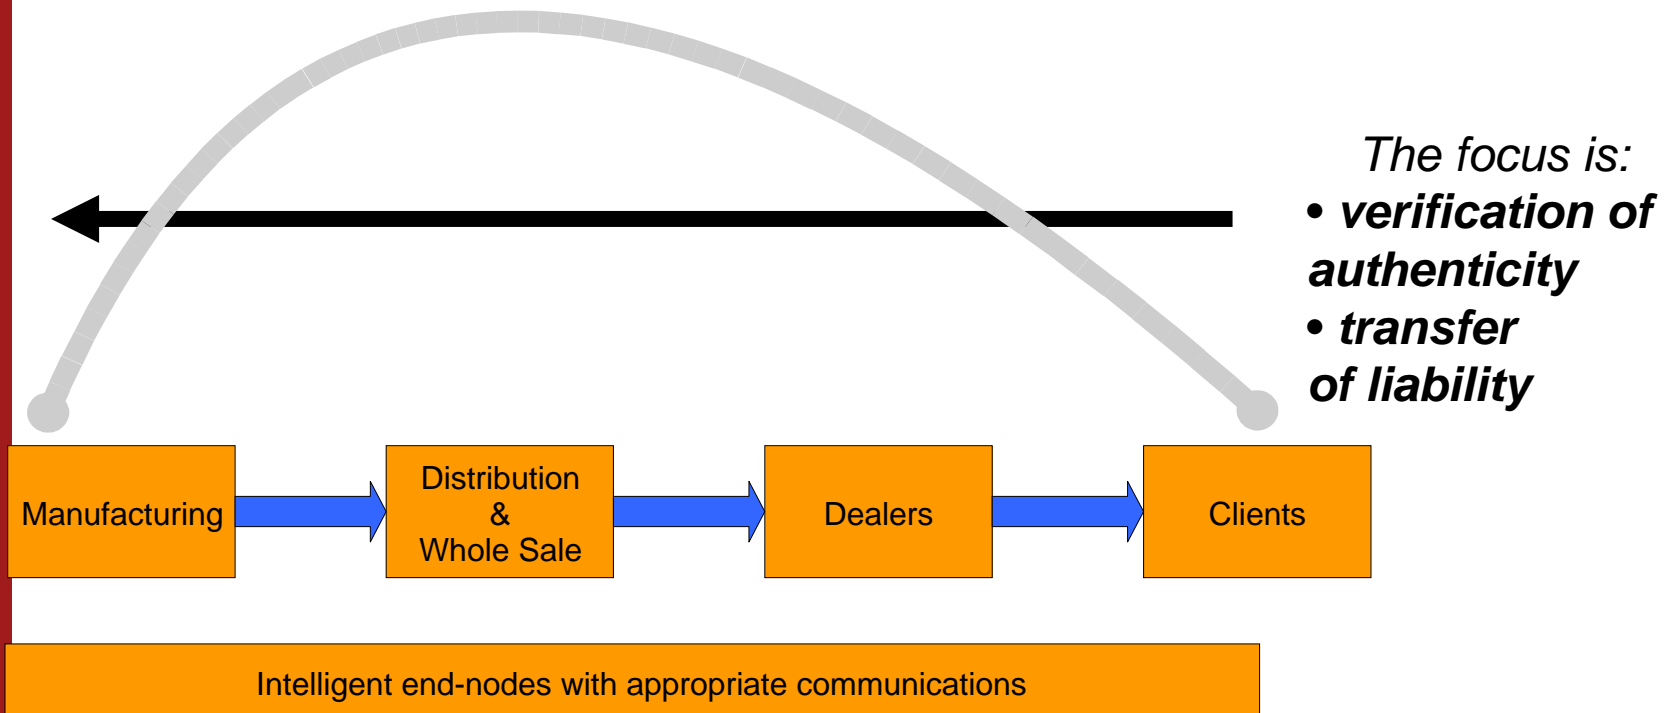 The focus is:
• verification of
authenticity
• transfer
of liability
Manufacturing
Distribution
&
Whole Sale
Dealers
Clients
Intelligent end-nodes with appropriate communications